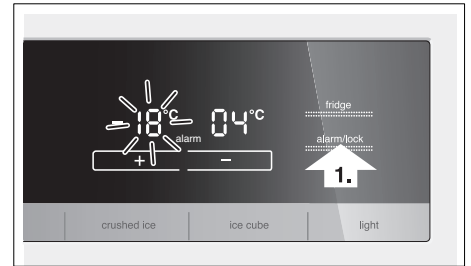 -18°C
04°C
alarm
+
−
fridge
alarm/lock
1.
crushed ice
ice cube
light